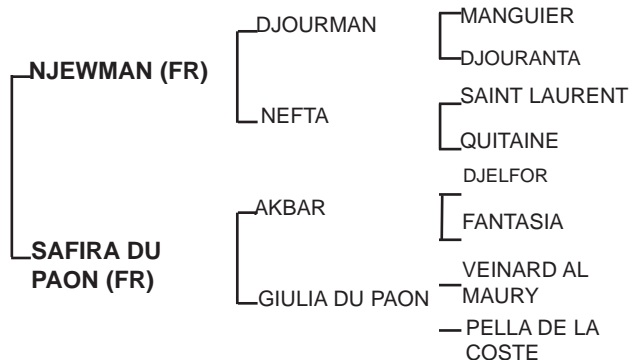 MANGUIER
DJOURMAN
NJEWMAN (FR)
DJOURANTA
SAINT LAURENT
NEFTA
QUITAINE
DJELFOR
AKBAR
FANTASIA
SAFIRA DU
PAON (FR)
VEINARD AL
MAURY
GIULIA DU PAON
PELLA DE LA
COSTE